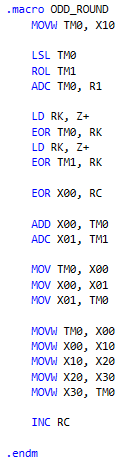 .macro ODD_ROUND
MOVW TM0, X10
LSL TM0
ROL TM1
ADC TM0, R1
LD RK, Z+
EOR TM0, RK
LD RK, Z+
EOR TM1, RK
EOR X00, RC
ADD X00, TM0
ADC X01, TM1
MOV TM0, X00
MOV X00, X01
MOV X01, TM0
MOVW TM0, X00
MOVW X00, X10
MOVW X10, X20
MOVW X20, X30
MOVW X30, TM0
INC RC
.endm